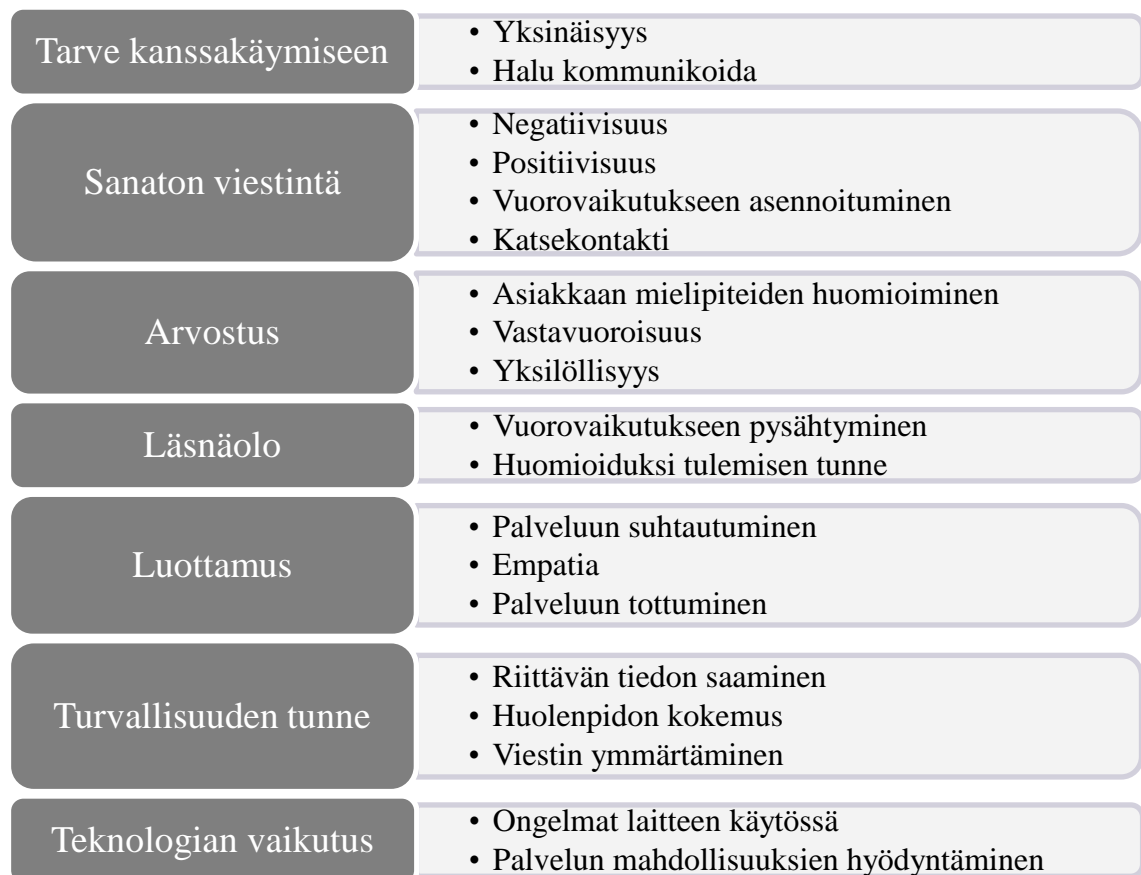 Tarve kanssakäymiseen
• Yksinäisyys
• Halu kommunikoida
Sanaton viestintä
• Negatiivisuus
• Positiivisuus
• Vuorovaikutukseen asennoituminen
• Katsekontakti
Arvostus
• Asiakkaan mielipiteiden huomioiminen
• Vastavuoroisuus
• Yksilöllisyys
Läsnäolo
• Vuorovaikutukseen pysähtyminen
• Huomioiduksi tulemisen tunne
Luottamus
• Palveluun suhtautuminen
• Empatia
• Palveluun tottuminen
Turvallisuuden tunne
• Riittävän tiedon saaminen
• Huolenpidon kokemus
• Viestin ymmärtäminen
Teknologian vaikutus
• Ongelmat laitteen käytössä
• Palvelun mahdollisuuksien hyödyntäminen